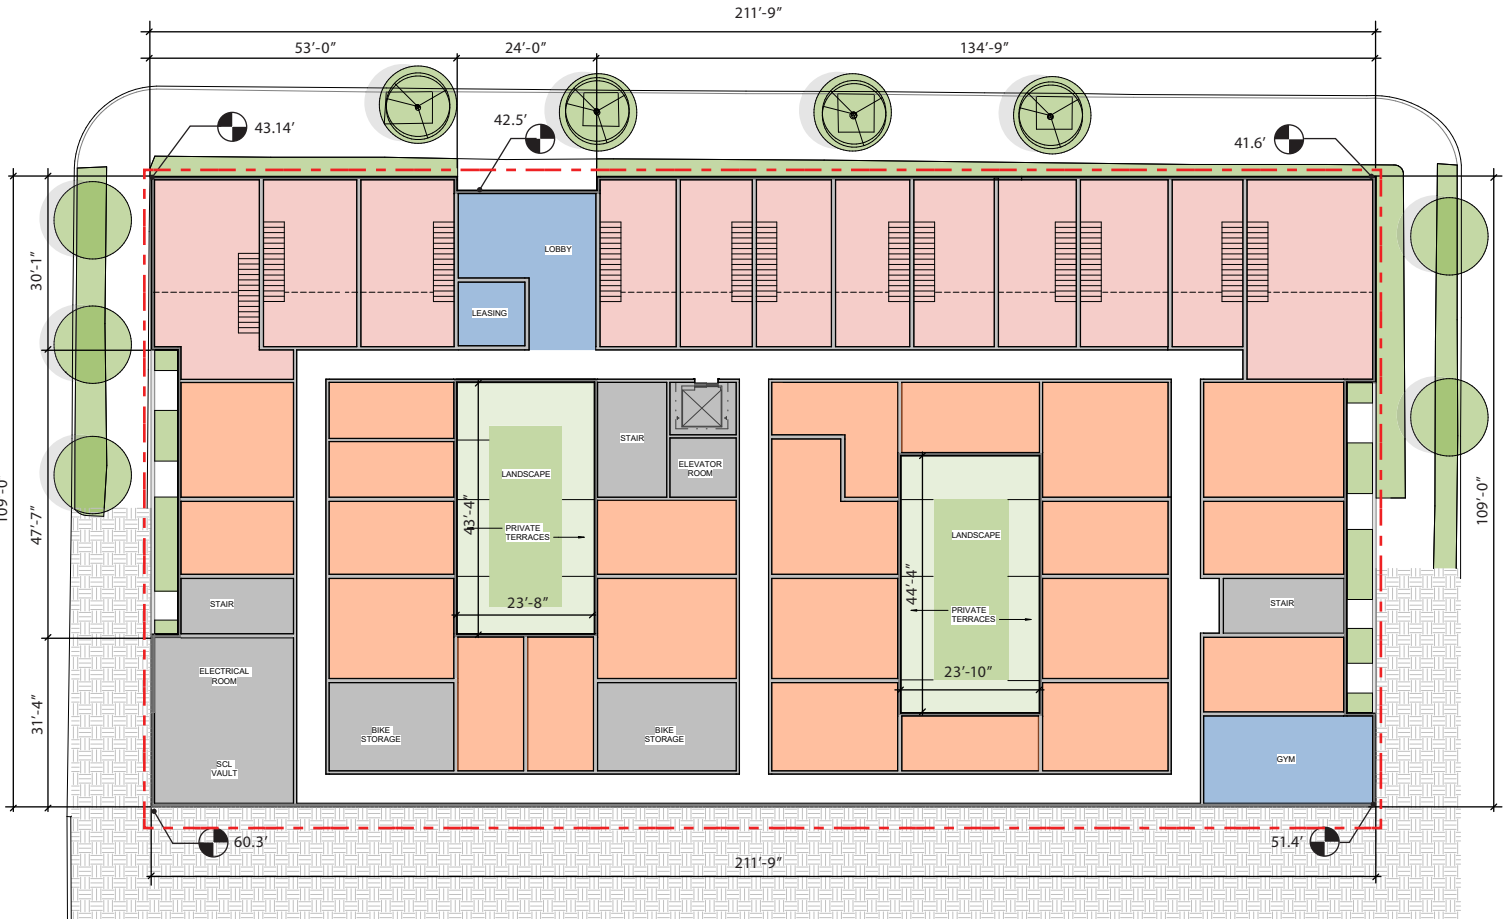 211'-9"
53'-0"
24'-0"
134'-9"
43.14'
42.5'
41.6'
LOBBY
30'-1"
LEASING
STAIR
ELEVATOR
ROOM
LANDSCAPE
43'-4"
PRIVATE
TERRACES
109'-0"
47'-7"
109'-0"
LANDSCAPE
44'-4"
PRIVATE
TERRACES
STAIR
23'-8"
STAIR
ELECTRICAL
ROOM
23'-10"
31'-4"
BIKE
STORAGE
BIKE
STORAGE
SCL
VAULT
GYM
60.3'
51.4'
211'-9"